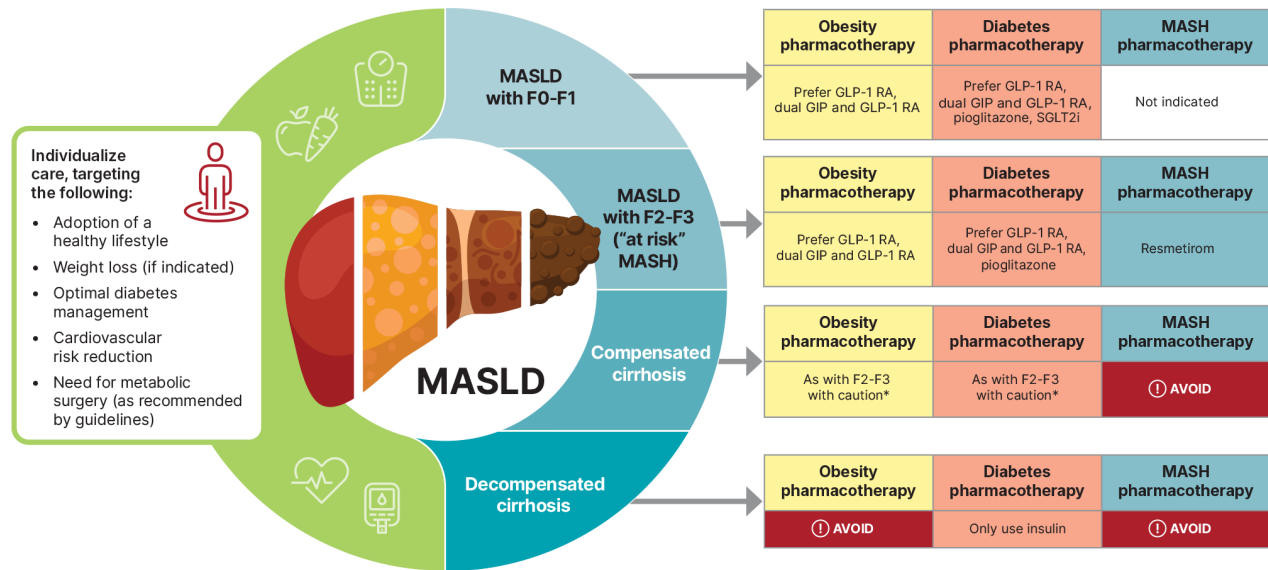 Individualize
care, targeting
the following:
• Adoption of a
healthy lifestyle
• Weight loss (if indicated)
• Optimal diabetes
management
• Cardiovascular
risk reduction
• Need for metabolic
surgery (as recommended
by guidelines)
MASLD
MASLD
with F0-F1
Obesity
pharmacotherapy
Diabetes
pharmacotherapy
MASH
pharmacotherapy
Prefer GLP-1 RA,
dual GIP and GLP-1 RA
Prefer GLP-1 RA,
dual GIP and GLP-1 RA,
pioglitazone, SGLT2i
Not indicated
MASLD
with F2-F3
(“at risk”
MASH)
Obesity
pharmacotherapy
Diabetes
pharmacotherapy
MASH
pharmacotherapy
Prefer GLP-1 RA,
dual GIP and GLP-1 RA
Prefer GLP-1 RA,
dual GIP and GLP-1 RA,
pioglitazone
Resmetirom
Compensated
cirrhosis
Obesity
pharmacotherapy
Diabetes
pharmacotherapy
MASH
pharmacotherapy
As with F2-F3
with caution*
As with F2-F3
with caution*
! AVOID
Decompensated
cirrhosis
Obesity
pharmacotherapy
Diabetes
pharmacotherapy
MASH
pharmacotherapy
! AVOID
Only use insulin
! AVOID